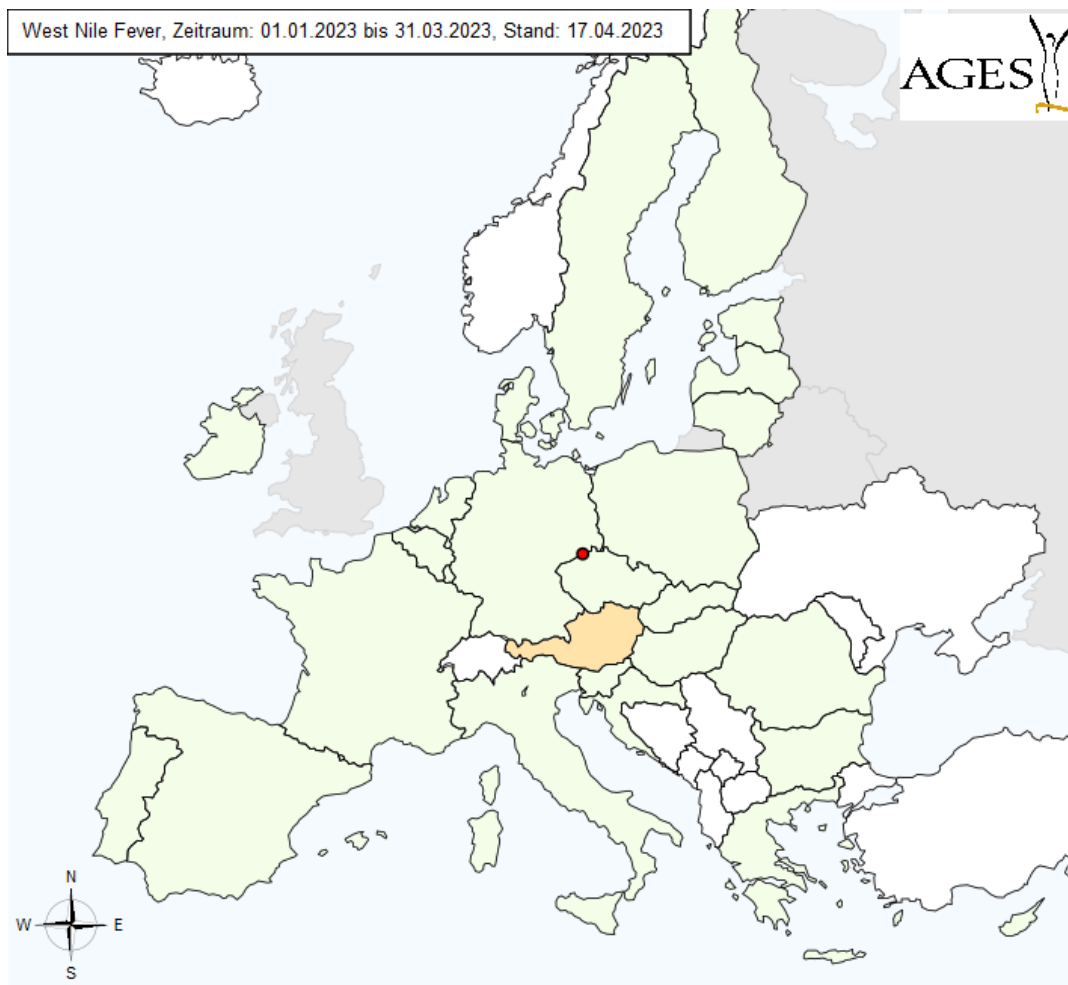 West Nile Fever, Zeitraum: 01.01.2023 bis 31.03.2023, Stand: 17.04.2023
AGES
N
W E
S